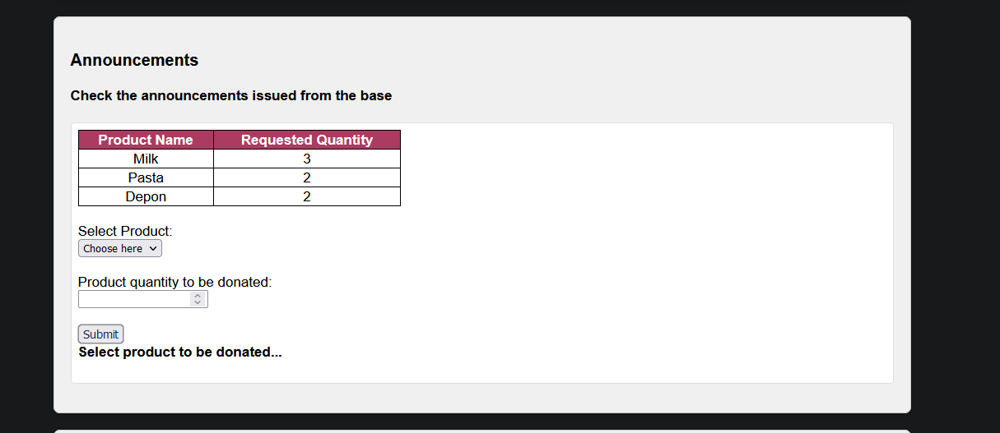 Announcements
Check the announcements issued from the base
Product Name Requested Quantity
Milk 3
Pasta 2
Depon 2
Select Product:
Choose here
Product quantity to be donated:
Submit
Select product to be donated...